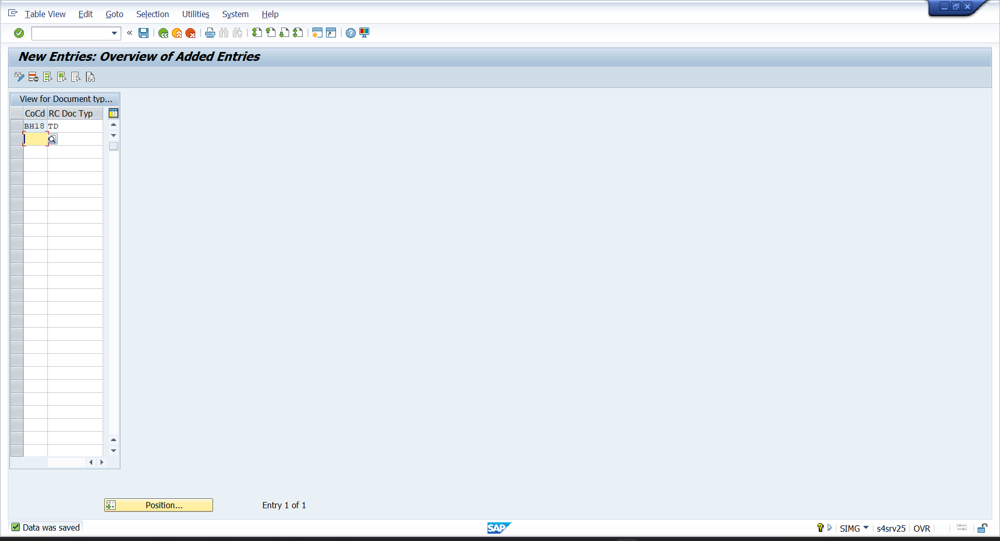 Table View Edit Goto Selection Utilities System Help
New Entries: Overview of Added Entries
View for Document typ...
CoCd RC Doc Typ
BH18 TD
Position...
Entry 1 of 1
Data was saved
SAP
SIMG s4srv25 OVR